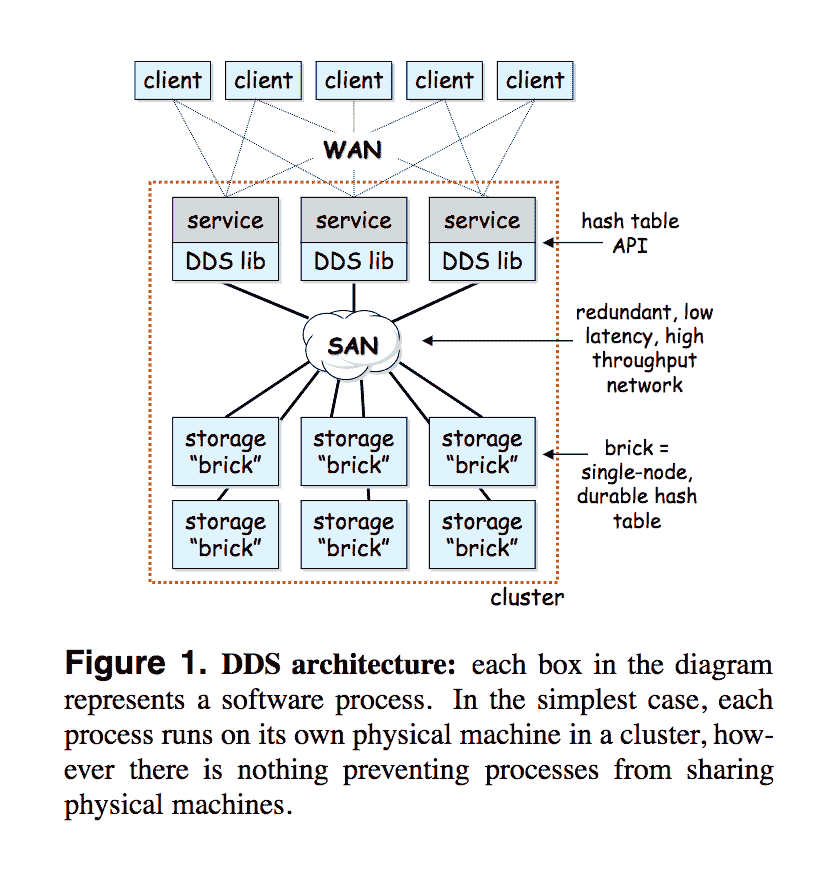 client client client client client
WAN
service service service
DDS lib DDS lib DDS lib
hash table
API
SAN
redundant, low
latency, high
throughput
network
storage storage storage
"brick" "brick" "brick"
brick =
single-node,
durable hash
table
storage storage storage
"brick" "brick" "brick"
cluster
Figure 1. DDS architecture: each box in the diagram
represents a software process. In the simplest case, each
process runs on its own physical machine in a cluster, how-
ever there is nothing preventing processes from sharing
physical machines.